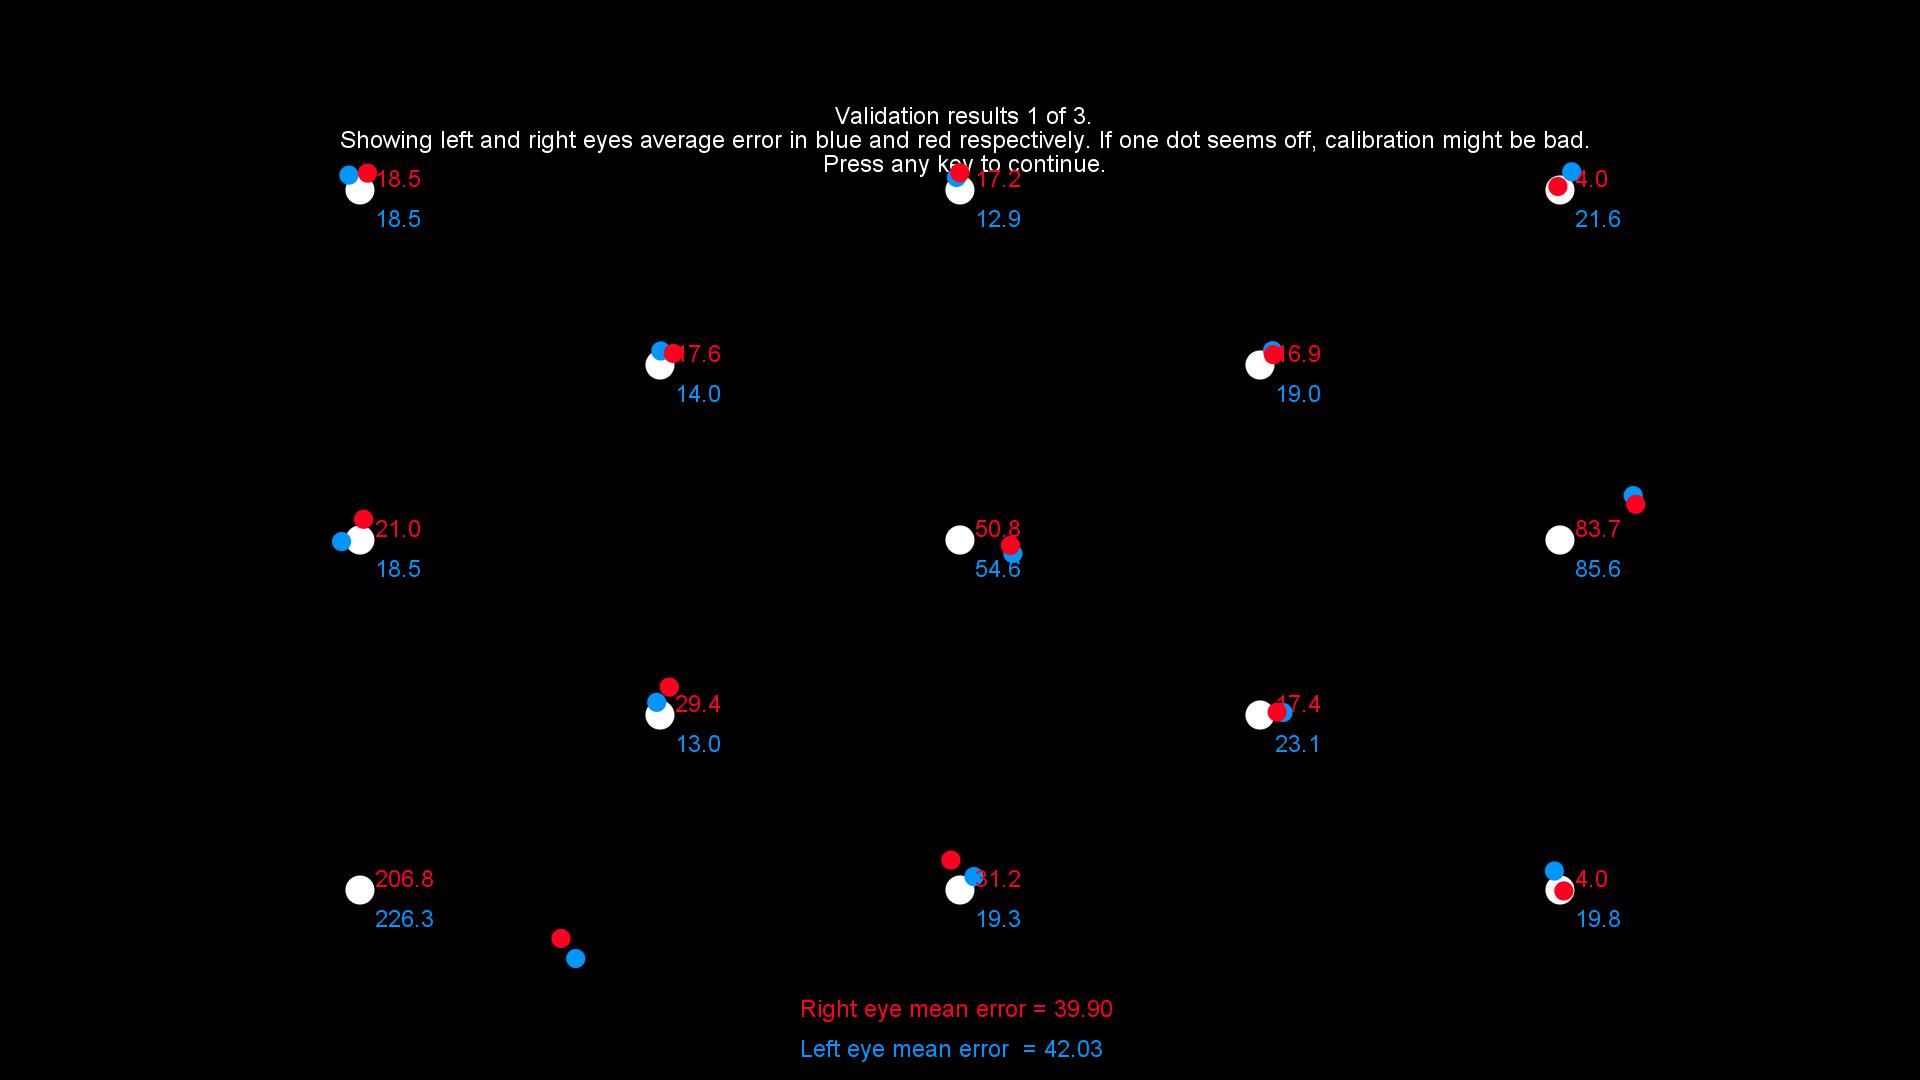 Validation results 1 of 3.
Showing left and right eyes average error in blue and red respectively. If one dot seems off, calibration might be bad.
Press any key to continue.
18.5 17.2 4.0
18.5 12.9 21.6
17.6 16.9
14.0 19.0
21.0 50.8 83.7
18.5 54.6 85.6
29.4 17.4
13.0 23.1
206.8 31.2 4.0
226.3 19.3 19.8
Right eye mean error = 39.90
Left eye mean error = 42.03